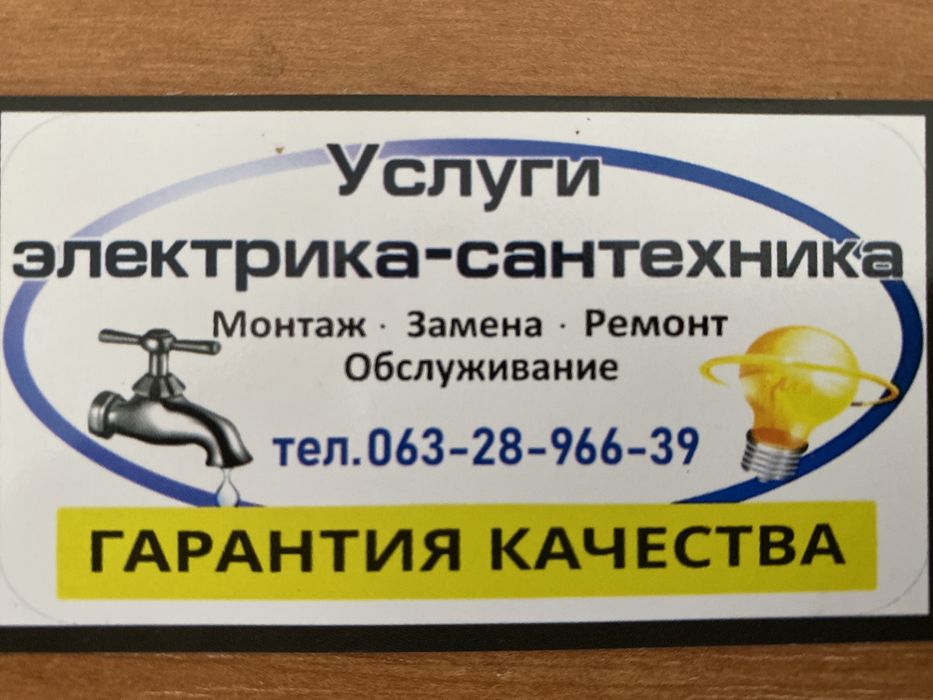 Услуги
электрика-сантехника
Монтаж · Замена · Ремонт
Обслуживание
тел.063-28-966-39
ГАРАНТИЯ КАЧЕСТВА